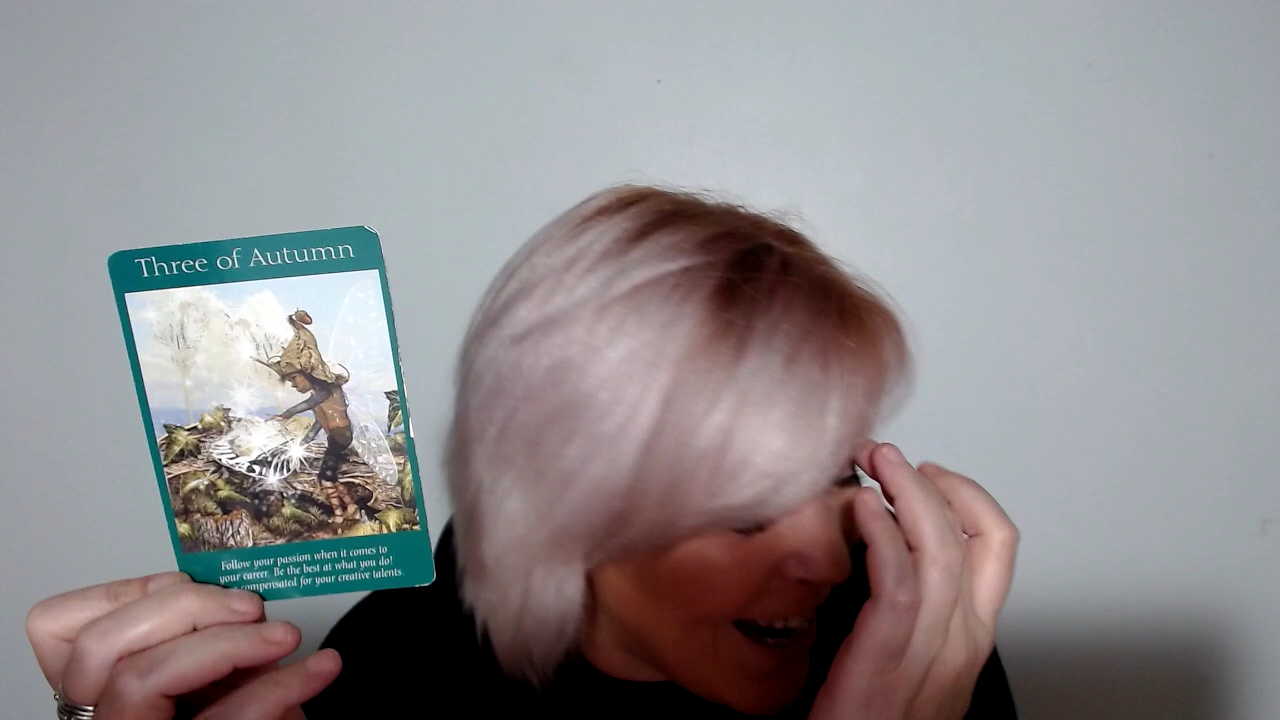 Three of Autumn
Follow your passion when it comes to
your career. Be the best at what you do!
compensated for your creative talents.